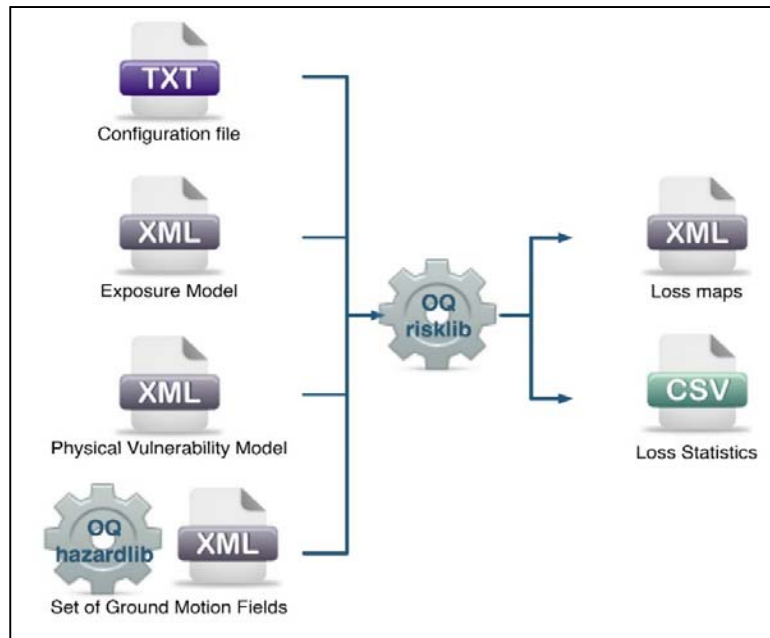 TXT
Configuration file
XML
Exposure Model
XML
Physical Vulnerability Model
OQ
hazardlib
XML
Set of Ground Motion Fields
OQ
risklib
XML
Loss maps
CSV
Loss Statistics